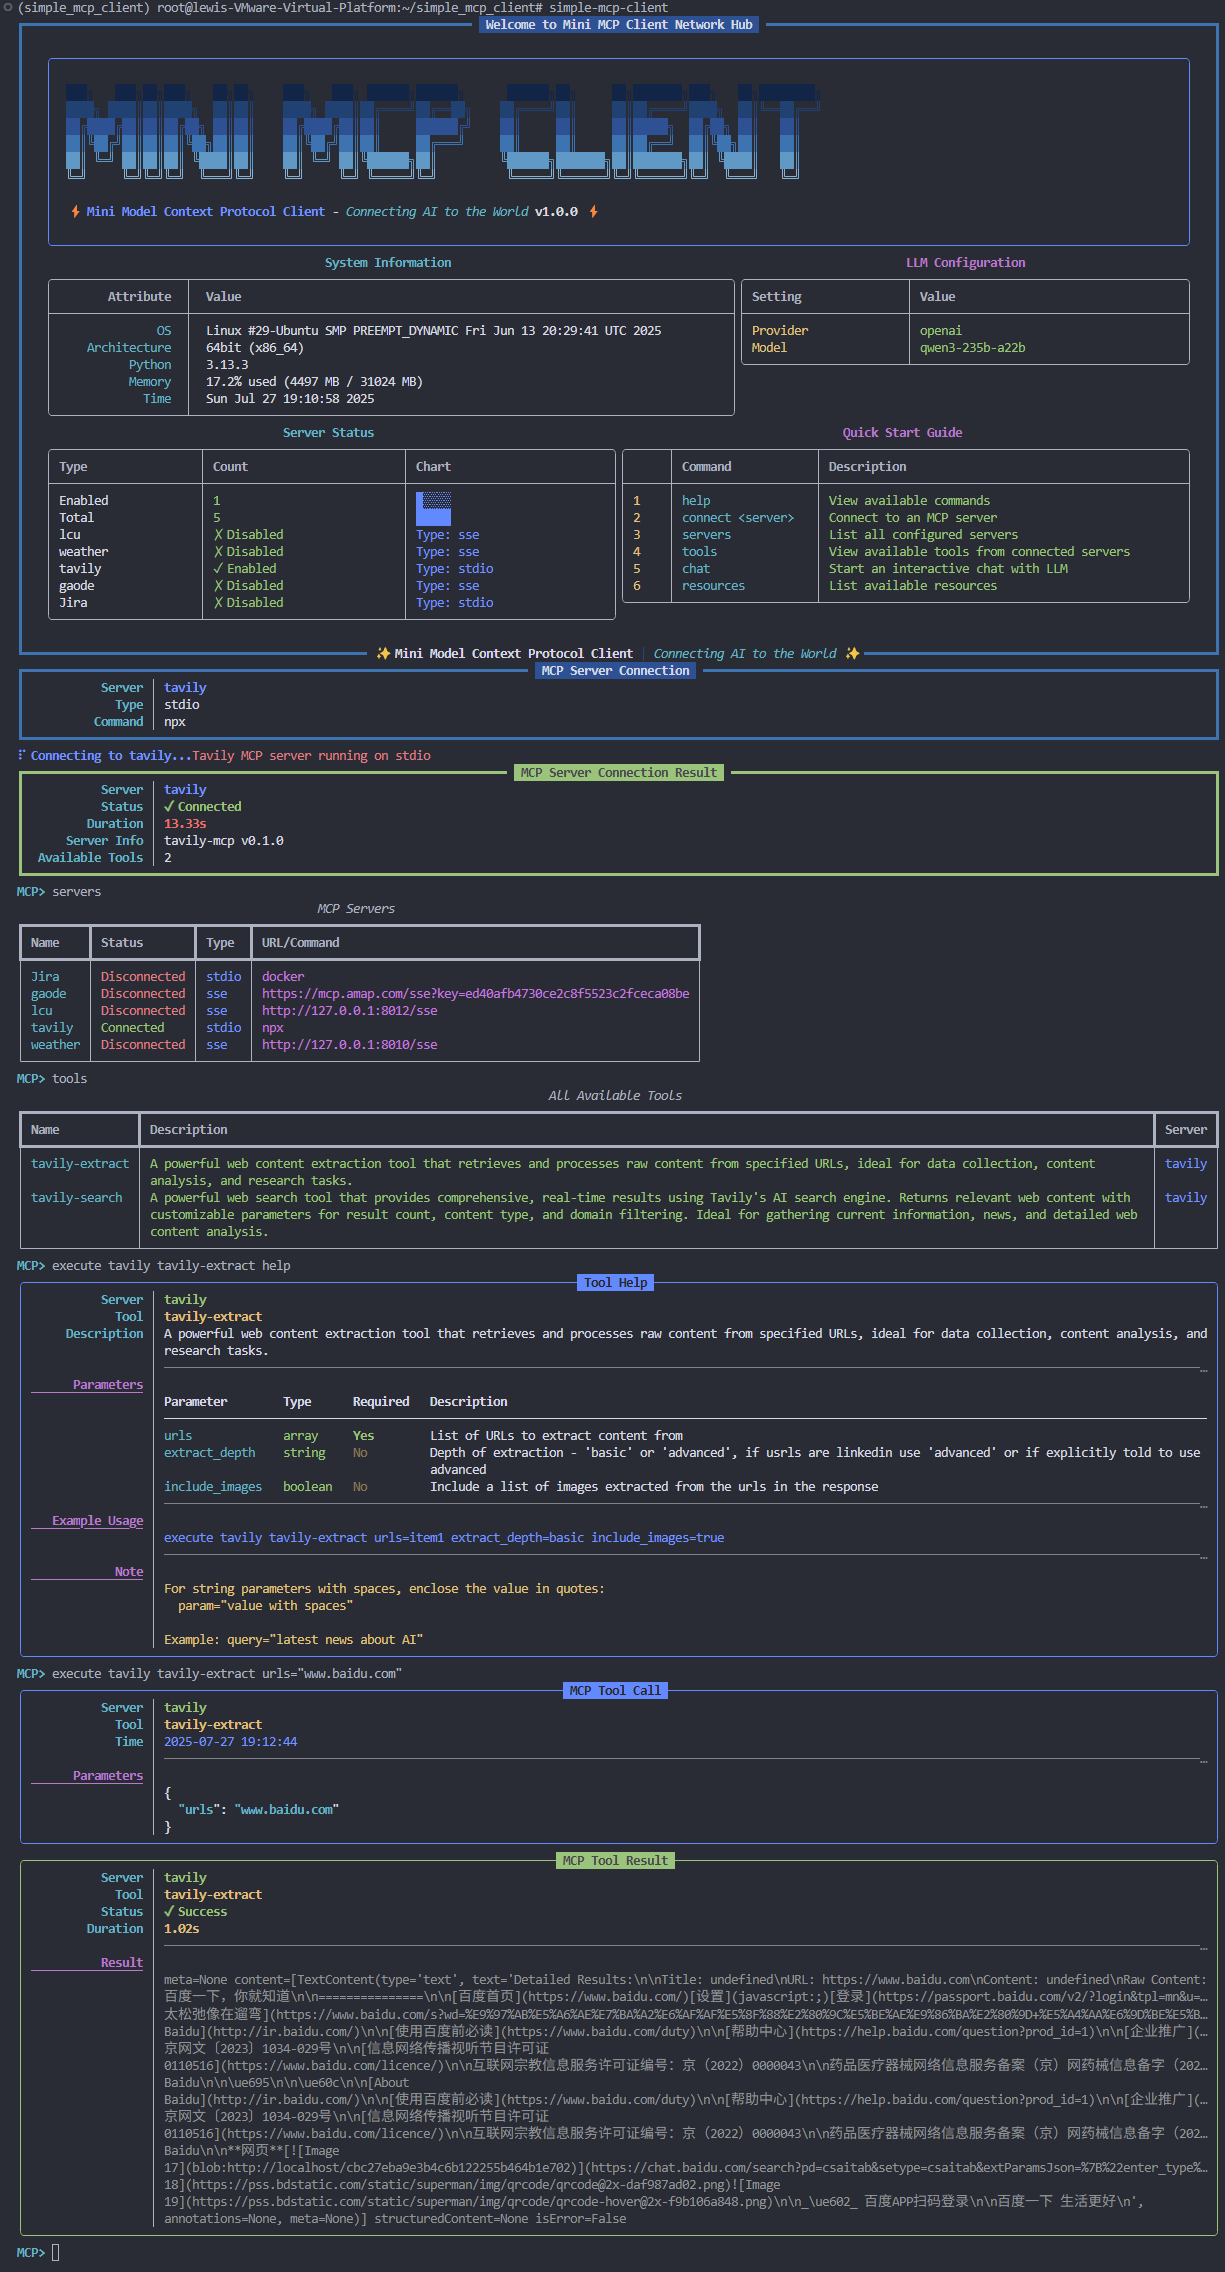 (simple_mcp_client) root@lewis-VMware-Virtual-Platform:~/simple_mcp_client# simple-mcp-client
Welcome to Mini MCP Client Network Hub
MINI MCP CLIENT
⚡ Mini Model Context Protocol Client - Connecting AI to the World v1.0.0 ⚡
System Information
Attribute Value
OS Linux #29-Ubuntu SMP PREEMPT_DYNAMIC Fri Jun 13 20:29:41 UTC 2025
Architecture 64bit (x86_64)
Python 3.13.3
Memory 17.2% used (4497 MB / 31024 MB)
Time Sun Jul 27 19:10:58 2025
LLM Configuration
Setting Value
Provider openai
Model qwen3-235b-a22b
Server Status
Type Count Chart
Enabled 1
Total 5
lcu ✗ Disabled Type: sse
weather ✗ Disabled Type: sse
tavily ✓ Enabled Type: stdio
gaode ✗ Disabled Type: sse
Jira ✗ Disabled Type: stdio
Quick Start Guide
Command Description
1 help View available commands
2 connect <server> Connect to an MCP server
3 servers List all configured servers
4 tools View available tools from connected servers
5 chat Start an interactive chat with LLM
6 resources List available resources
✨ Mini Model Context Protocol Client | Connecting AI to the World ✨
MCP Server Connection
Server tavily
Type stdio
Command npx
Connecting to tavily...Tavily MCP server running on stdio
MCP Server Connection Result
Server tavily
Status ✓ Connected
Duration 13.33s
Server Info tavily-mcp v0.1.0
Available Tools 2
MCP> servers
MCP Servers
Name Status Type URL/Command
Jira Disconnected stdio docker
gaode Disconnected sse https://mcp.amap.com/sse?key=ed40afb4730ce2c8f5523c2fceca08be
lcu Disconnected sse http://127.0.0.1:8012/sse
tavily Connected stdio npx
weather Disconnected sse http://127.0.0.1:8010/sse
MCP> tools
All Available Tools
Name Description Server
tavily-extract A powerful web content extraction tool that retrieves and processes raw content from specified URLs, ideal for data collection, content tavily
analysis, and research tasks.
tavily-search A powerful web search tool that provides comprehensive, real-time results using Tavily's AI search engine. Returns relevant web content with tavily
customizable parameters for result count, content type, and domain filtering. Ideal for gathering current information, news, and detailed web
content analysis.
MCP> execute tavily tavily-extract help
Tool Help
Server tavily
Tool tavily-extract
Description A powerful web content extraction tool that retrieves and processes raw content from specified URLs, ideal for data collection, content analysis, and
research tasks.
…
Parameters
Parameter Type Required Description
urls array Yes List of URLs to extract content from
extract_depth string No Depth of extraction - 'basic' or 'advanced', if usrls are linkedin use 'advanced' or if explicitly told to use
advanced
include_images boolean No Include a list of images extracted from the urls in the response
…
Example Usage
execute tavily tavily-extract urls=item1 extract_depth=basic include_images=true
…
Note
For string parameters with spaces, enclose the value in quotes:
param="value with spaces"
Example: query="latest news about AI"
MCP> execute tavily tavily-extract urls="www.baidu.com"
MCP Tool Call
Server tavily
Tool tavily-extract
Time 2025-07-27 19:12:44
…
Parameters
{
"urls": "www.baidu.com"
}
MCP Tool Result
Server tavily
Tool tavily-extract
Status ✓ Success
Duration 1.02s
…
Result
meta=None content=[TextContent(type='text', text='Detailed Results:\n\nTitle: undefined\nURL: https://www.baidu.com\nContent: undefined\nRaw Content:
百度一下，你就知道\n\n===============\n\n[百度首页](https://www.baidu.com/)[设置](javascript:;)[登录](https://passport.baidu.com/v2/?login&tpl=mn&u=…
太松弛像在遛弯](https://www.baidu.com/s?wd=%E9%97%AB%E5%A6%AE%E7%BA%A2%E6%AF%AF%E5%8F%88%E2%80%9C%E5%BE%AE%E9%86%BA%E2%80%9D+%E5%A4%AA%E6%9D%BE%E5%B…
Baidu](http://ir.baidu.com/)\n\n[使用百度前必读](https://www.baidu.com/duty)\n\n[帮助中心](https://help.baidu.com/question?prod_id=1)\n\n[企业推广](…
京网文〔2023〕1034-029号\n\n[信息网络传播视听节目许可证
0110516](https://www.baidu.com/licence/)\n\n互联网宗教信息服务许可证编号：京（2022）0000043\n\n药品医疗器械网络信息服务备案（京）网药械信息备字（202…
Baidu\n\n\ue695\n\n\ue60c\n\n[About
Baidu](http://ir.baidu.com/)\n\n[使用百度前必读](https://www.baidu.com/duty)\n\n[帮助中心](https://help.baidu.com/question?prod_id=1)\n\n[企业推广](…
京网文〔2023〕1034-029号\n\n[信息网络传播视听节目许可证
0110516](https://www.baidu.com/licence/)\n\n互联网宗教信息服务许可证编号：京（2022）0000043\n\n药品医疗器械网络信息服务备案（京）网药械信息备字（202…
Baidu\n\n**网页**[![Image
17](blob:http://localhost/cbc27eba9e3b4c6b122255b464b1e702)](https://chat.baidu.com/search?pd=csaitab&setype=csaitab&extParamsJson=%7B%22enter_type%…
18](https://pss.bdstatic.com/static/superman/img/qrcode/qrcode@2x-daf987ad02.png)![Image
19](https://pss.bdstatic.com/static/superman/img/qrcode/qrcode-hover@2x-f9b106a848.png)\n\n_\ue602_ 百度APP扫码登录\n\n百度一下 生活更好\n',
annotations=None, meta=None)] structuredContent=None isError=False
MCP>